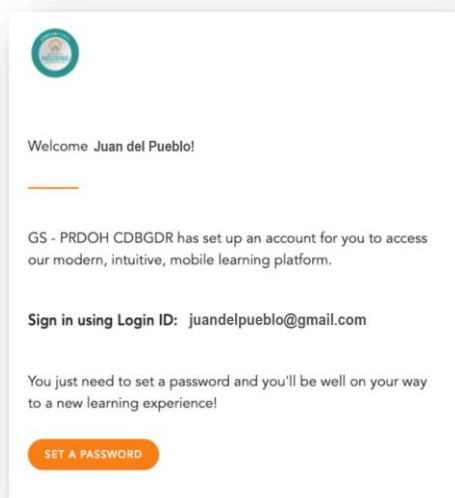 HOUSING
Welcome Juan del Pueblo!
GS - PRDOH CDBGDR has set up an account for you to access
our modern, intuitive, mobile learning platform.
Sign in using Login ID: juandelpueblo@gmail.com
You just need to set a password and you'll be well on your way
to a new learning experience!
SET A PASSWORD